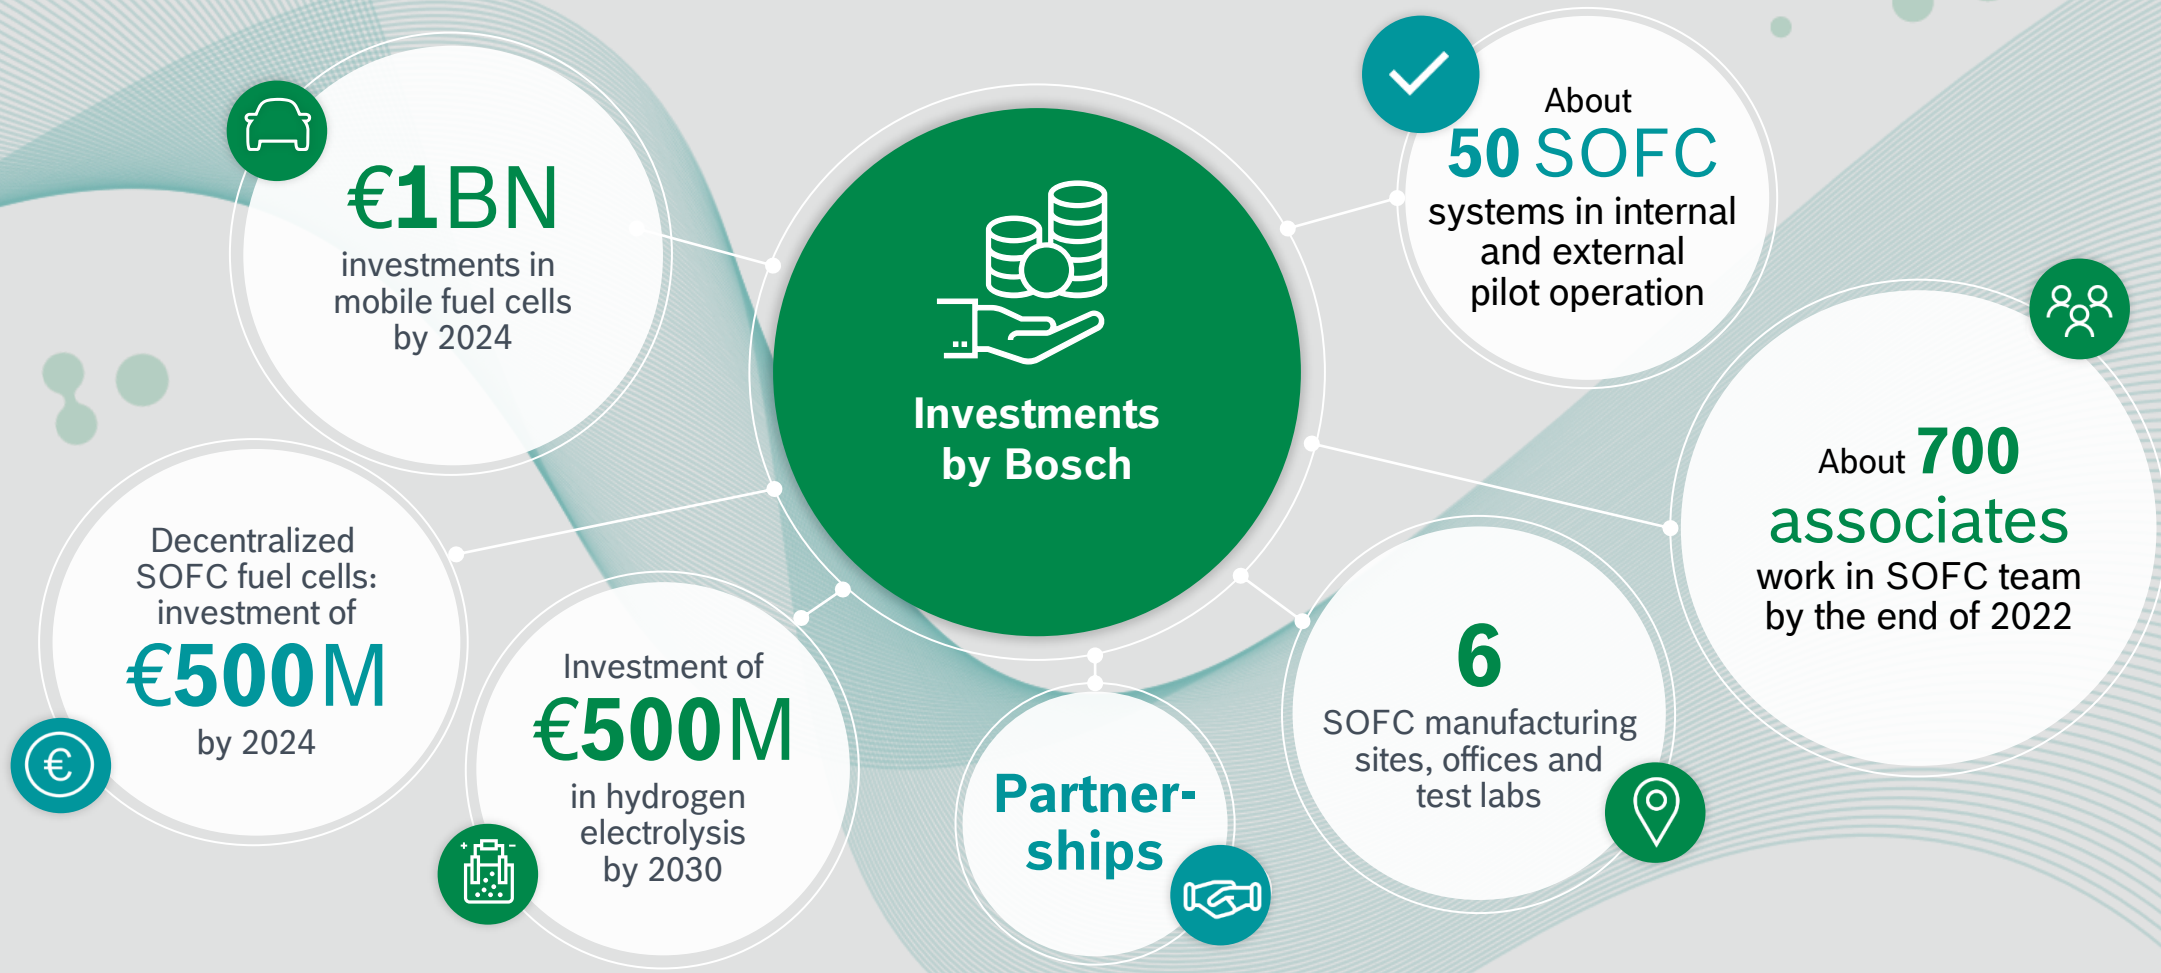 €1BN
investments in
mobile fuel cells
by 2024
Decentralized
SOFC fuel cells:
investment of
€500M
by 2024
€
Investment of
€500M
in hydrogen
electrolysis
by 2030
+ -
Investments
by Bosch
Partner-
ships
About
50 SOFC
systems in internal
and external
pilot operation
About 700
associates
work in SOFC team
by the end of 2022
6
SOFC manufacturing
sites, offices and
test labs